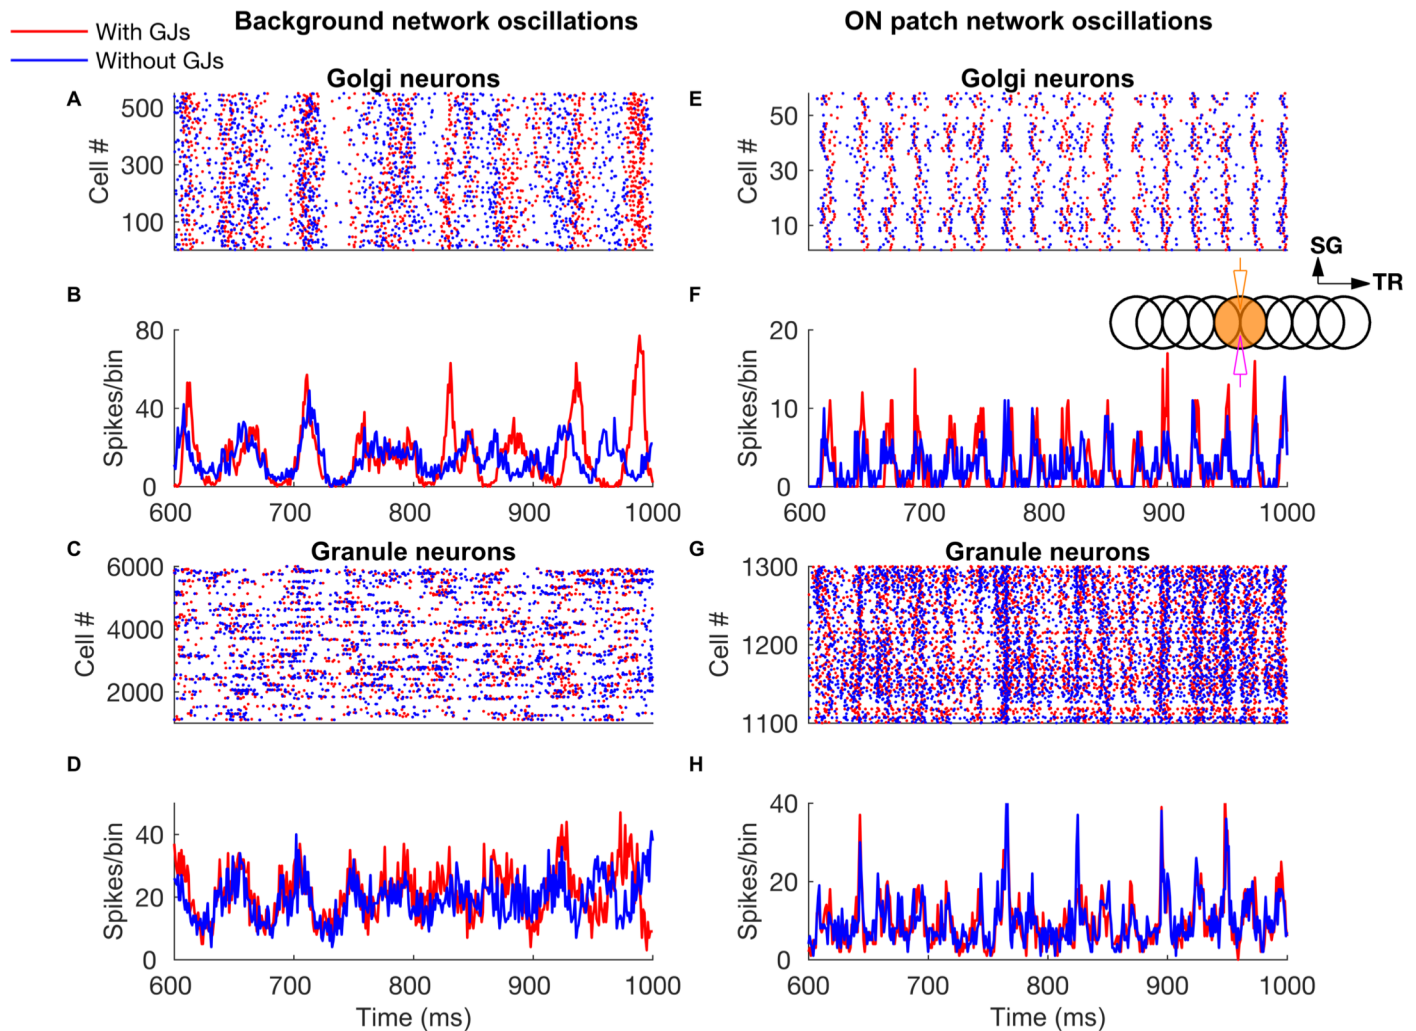 With GJs
Without GJs
Background network oscillations
ON patch network oscillations
Golgi neurons
A
500
300
100
Cell #
B
80
40
0
Spikes/bin
600 700 800 900 1000
C
Granule neurons
6000
4000
2000
Cell #
D
40
20
0
Spikes/bin
600 700 800 900 1000
Time (ms)
Golgi neurons
E
50
30
10
Cell #
SG
TR
F
20
10
0
Spikes/bin
600 700 800 900 1000
G
Granule neurons
1300
1200
1100
Cell #
H
40
20
0
Spikes/bin
600 700 800 900 1000
Time (ms)